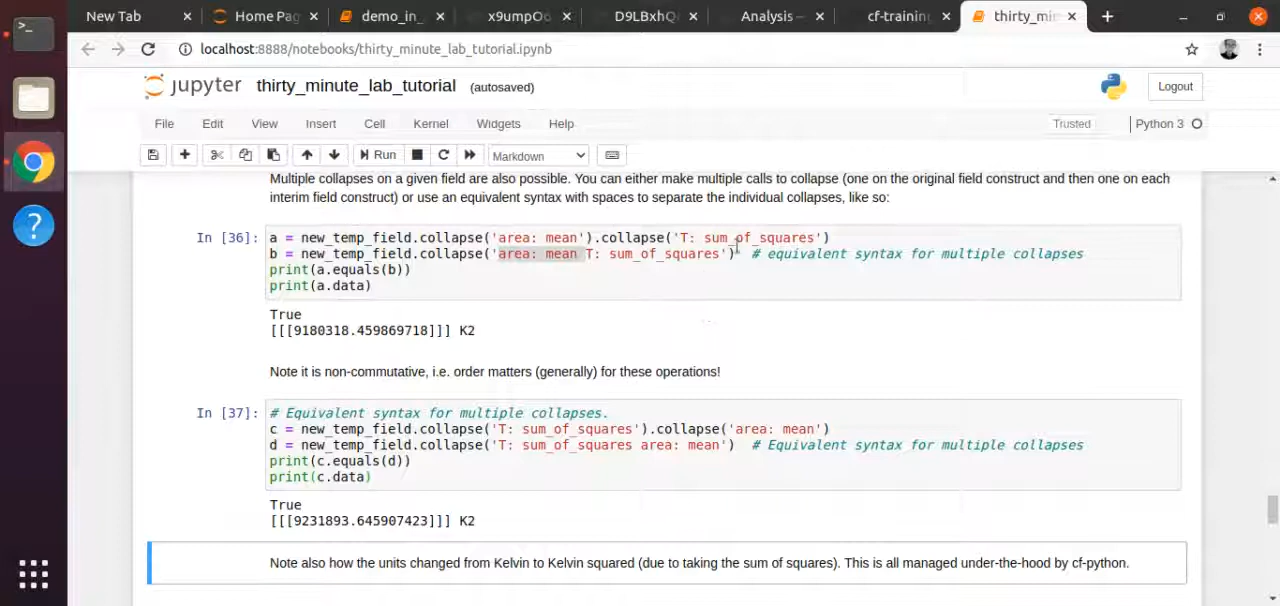 New Tab
Home Pag
demo_in_
x9umpOo
D9LBxhQ
Analysis –
cf-training
thirty_min
localhost:8888/notebooks/thirty_minute_lab_tutorial.ipynb
jupyter thirty_minute_lab_tutorial (autosaved)
Logout
File Edit View Insert Cell Kernel Widgets Help
Trusted
Python 3
Run
Markdown
Multiple collapses on a given field are also possible. You can either make multiple calls to collapse (one on the original field construct and then one on each
interim field construct) or use an equivalent syntax with spaces to separate the individual collapses, like so:
In [36]:
a = new_temp_field.collapse('area: mean').collapse('T: sum_of_squares')
b = new_temp_field.collapse('area: mean T: sum_of_squares')  # equivalent syntax for multiple collapses
print(a.equals(b))
print(a.data)
True
[[[9180318.459869718]]] K2
Note it is non-commutative, i.e. order matters (generally) for these operations!
In [37]:
# Equivalent syntax for multiple collapses.
c = new_temp_field.collapse('T: sum_of_squares').collapse('area: mean')
d = new_temp_field.collapse('T: sum_of_squares area: mean')  # Equivalent syntax for multiple collapses
print(c.equals(d))
print(c.data)
True
[[[9231893.645907423]]] K2
Note also how the units changed from Kelvin to Kelvin squared (due to taking the sum of squares). This is all managed under-the-hood by cf-python.